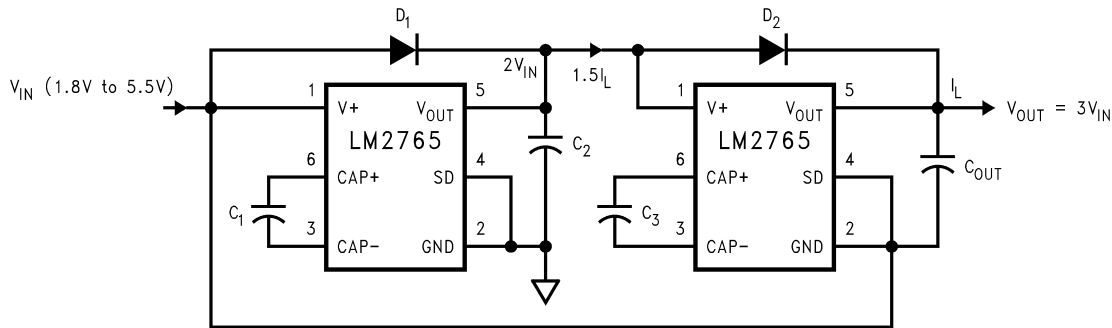 D1
D2
2VIN
1.5IL
IL
VIN (1.8V to 5.5V)
1 V+ VOUT 5
LM2765
6 CAP+ SD 4
3 CAP- GND 2
C1
C2
1 V+ VOUT 5
LM2765
6 CAP+ SD 4
3 CAP- GND 2
C3
COUT
VOUT = 3VIN